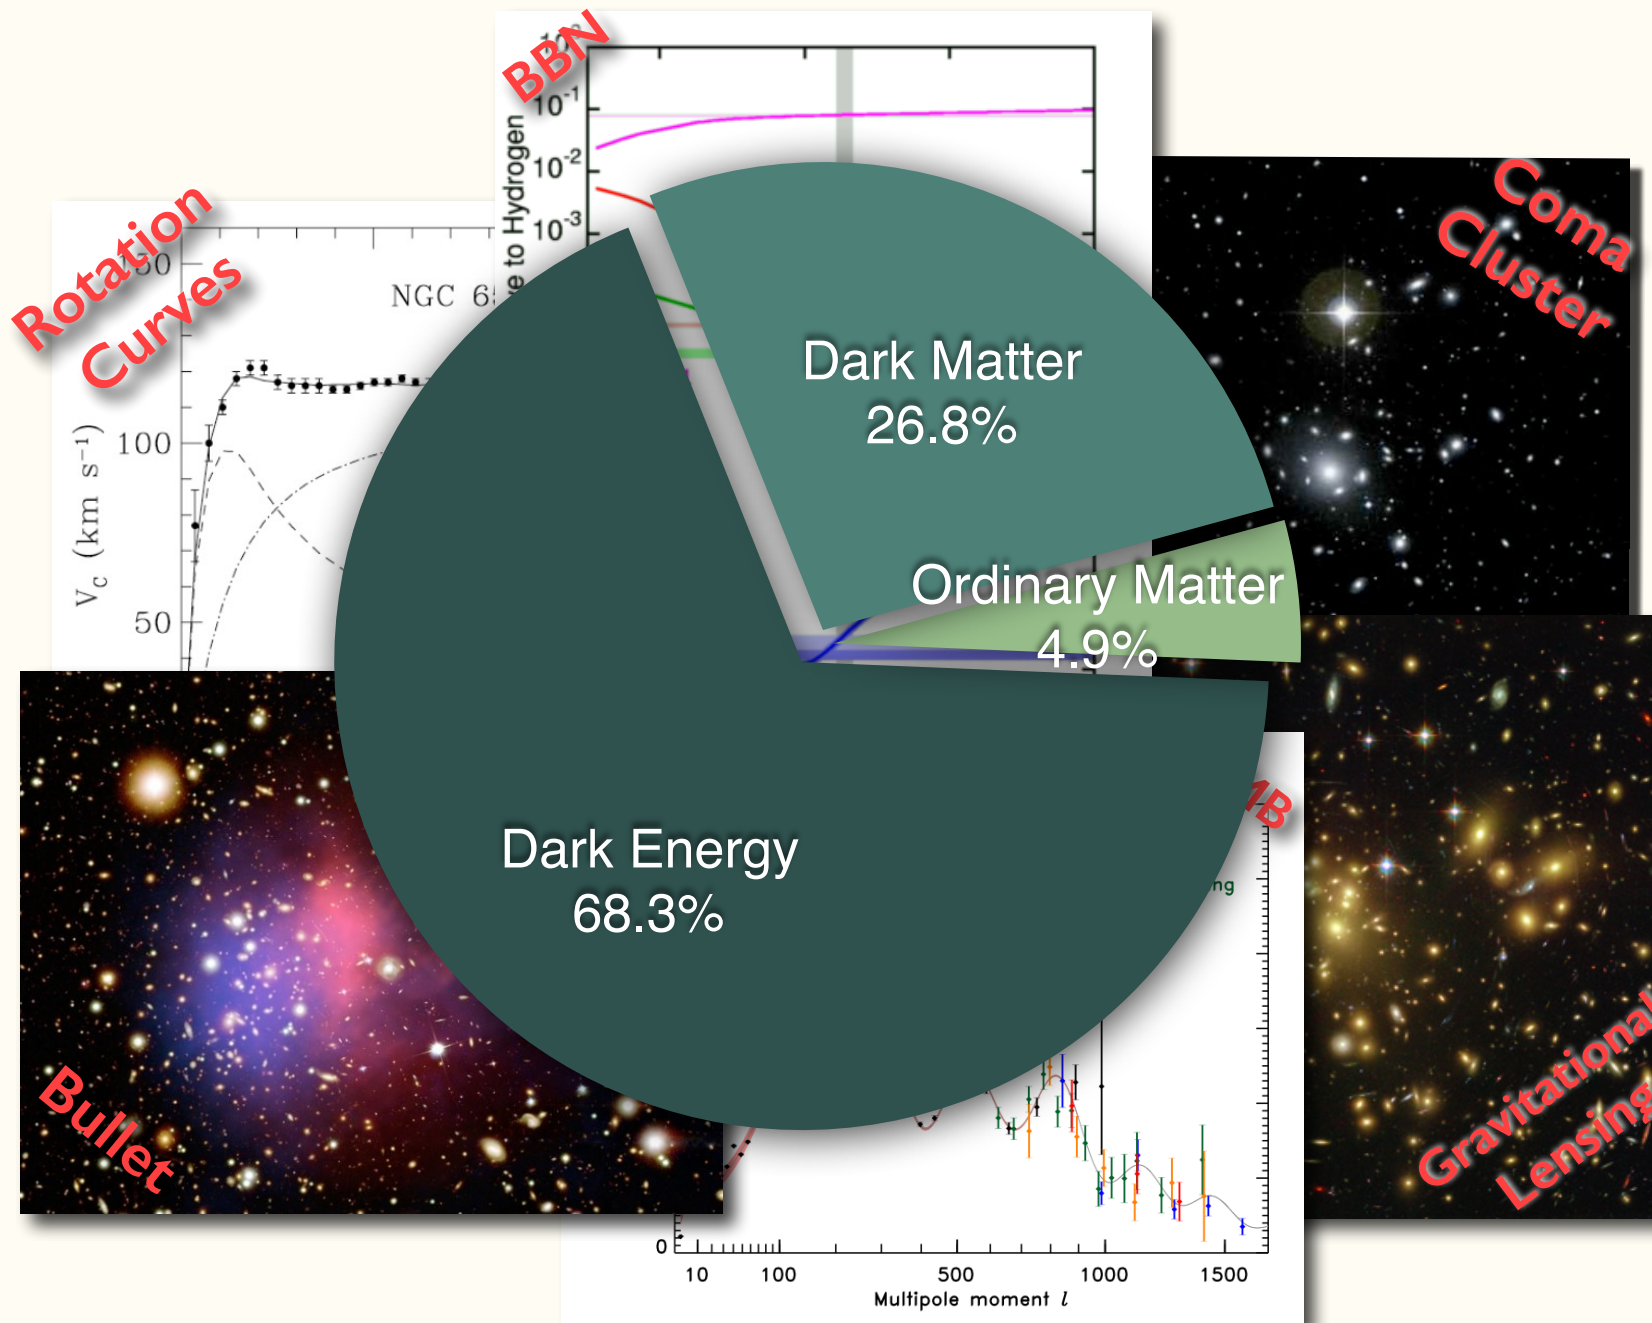 BBN
10⁻¹
10⁻²
10⁻³
to Hydrogen
Rotation
Curves
NGC
100
50
V_C (km s⁻¹)
Coma
Cluster
Dark Matter
26.8%
Ordinary Matter
4.9%
Dark Energy
68.3%
Bullet
Gravitational
Lensing
0
10 100 500 1000 1500
Multipole moment l